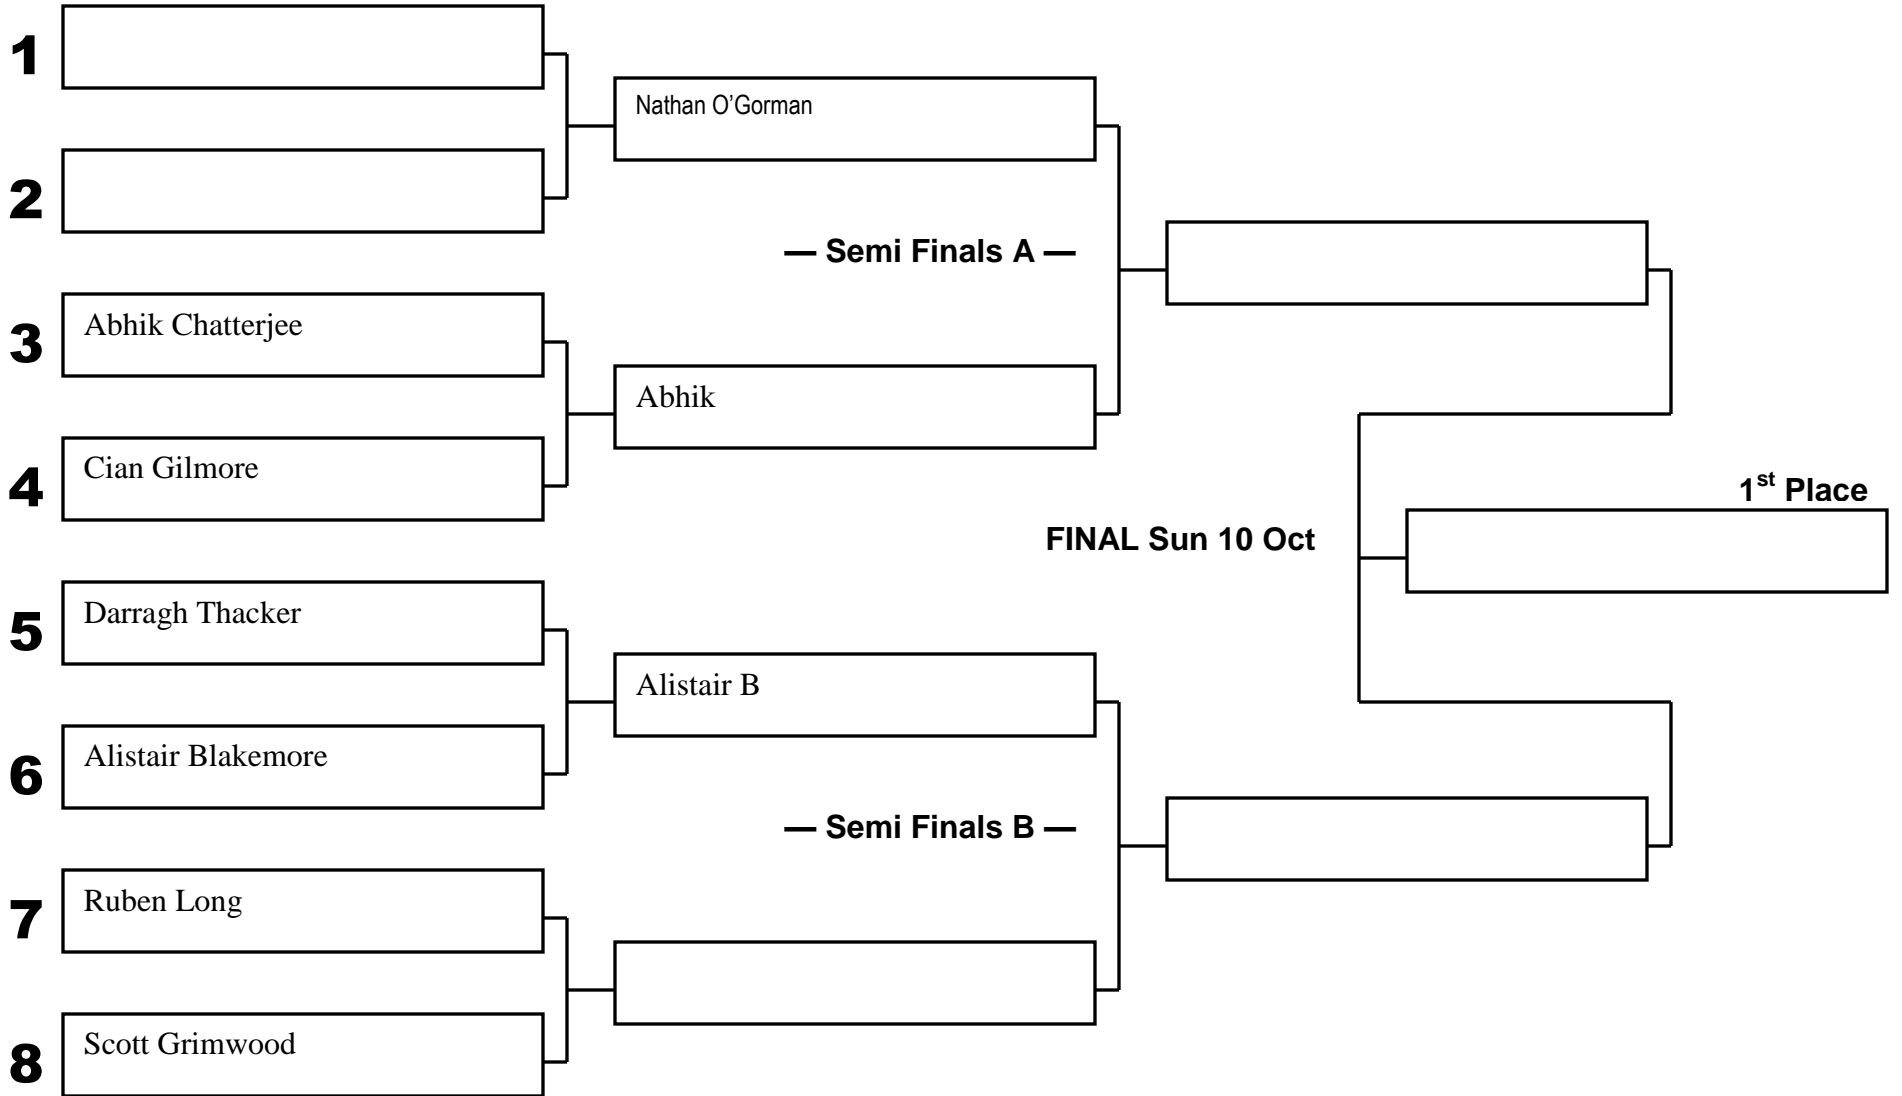 1
Nathan O’Gorman
2
— Semi Finals A —
3 Abhik Chatterjee
Abhik
4 Cian Gilmore
1st Place
FINAL Sun 10 Oct
5 Darragh Thacker
Alistair B
6 Alistair Blakemore
— Semi Finals B —
7 Ruben Long
8 Scott Grimwood